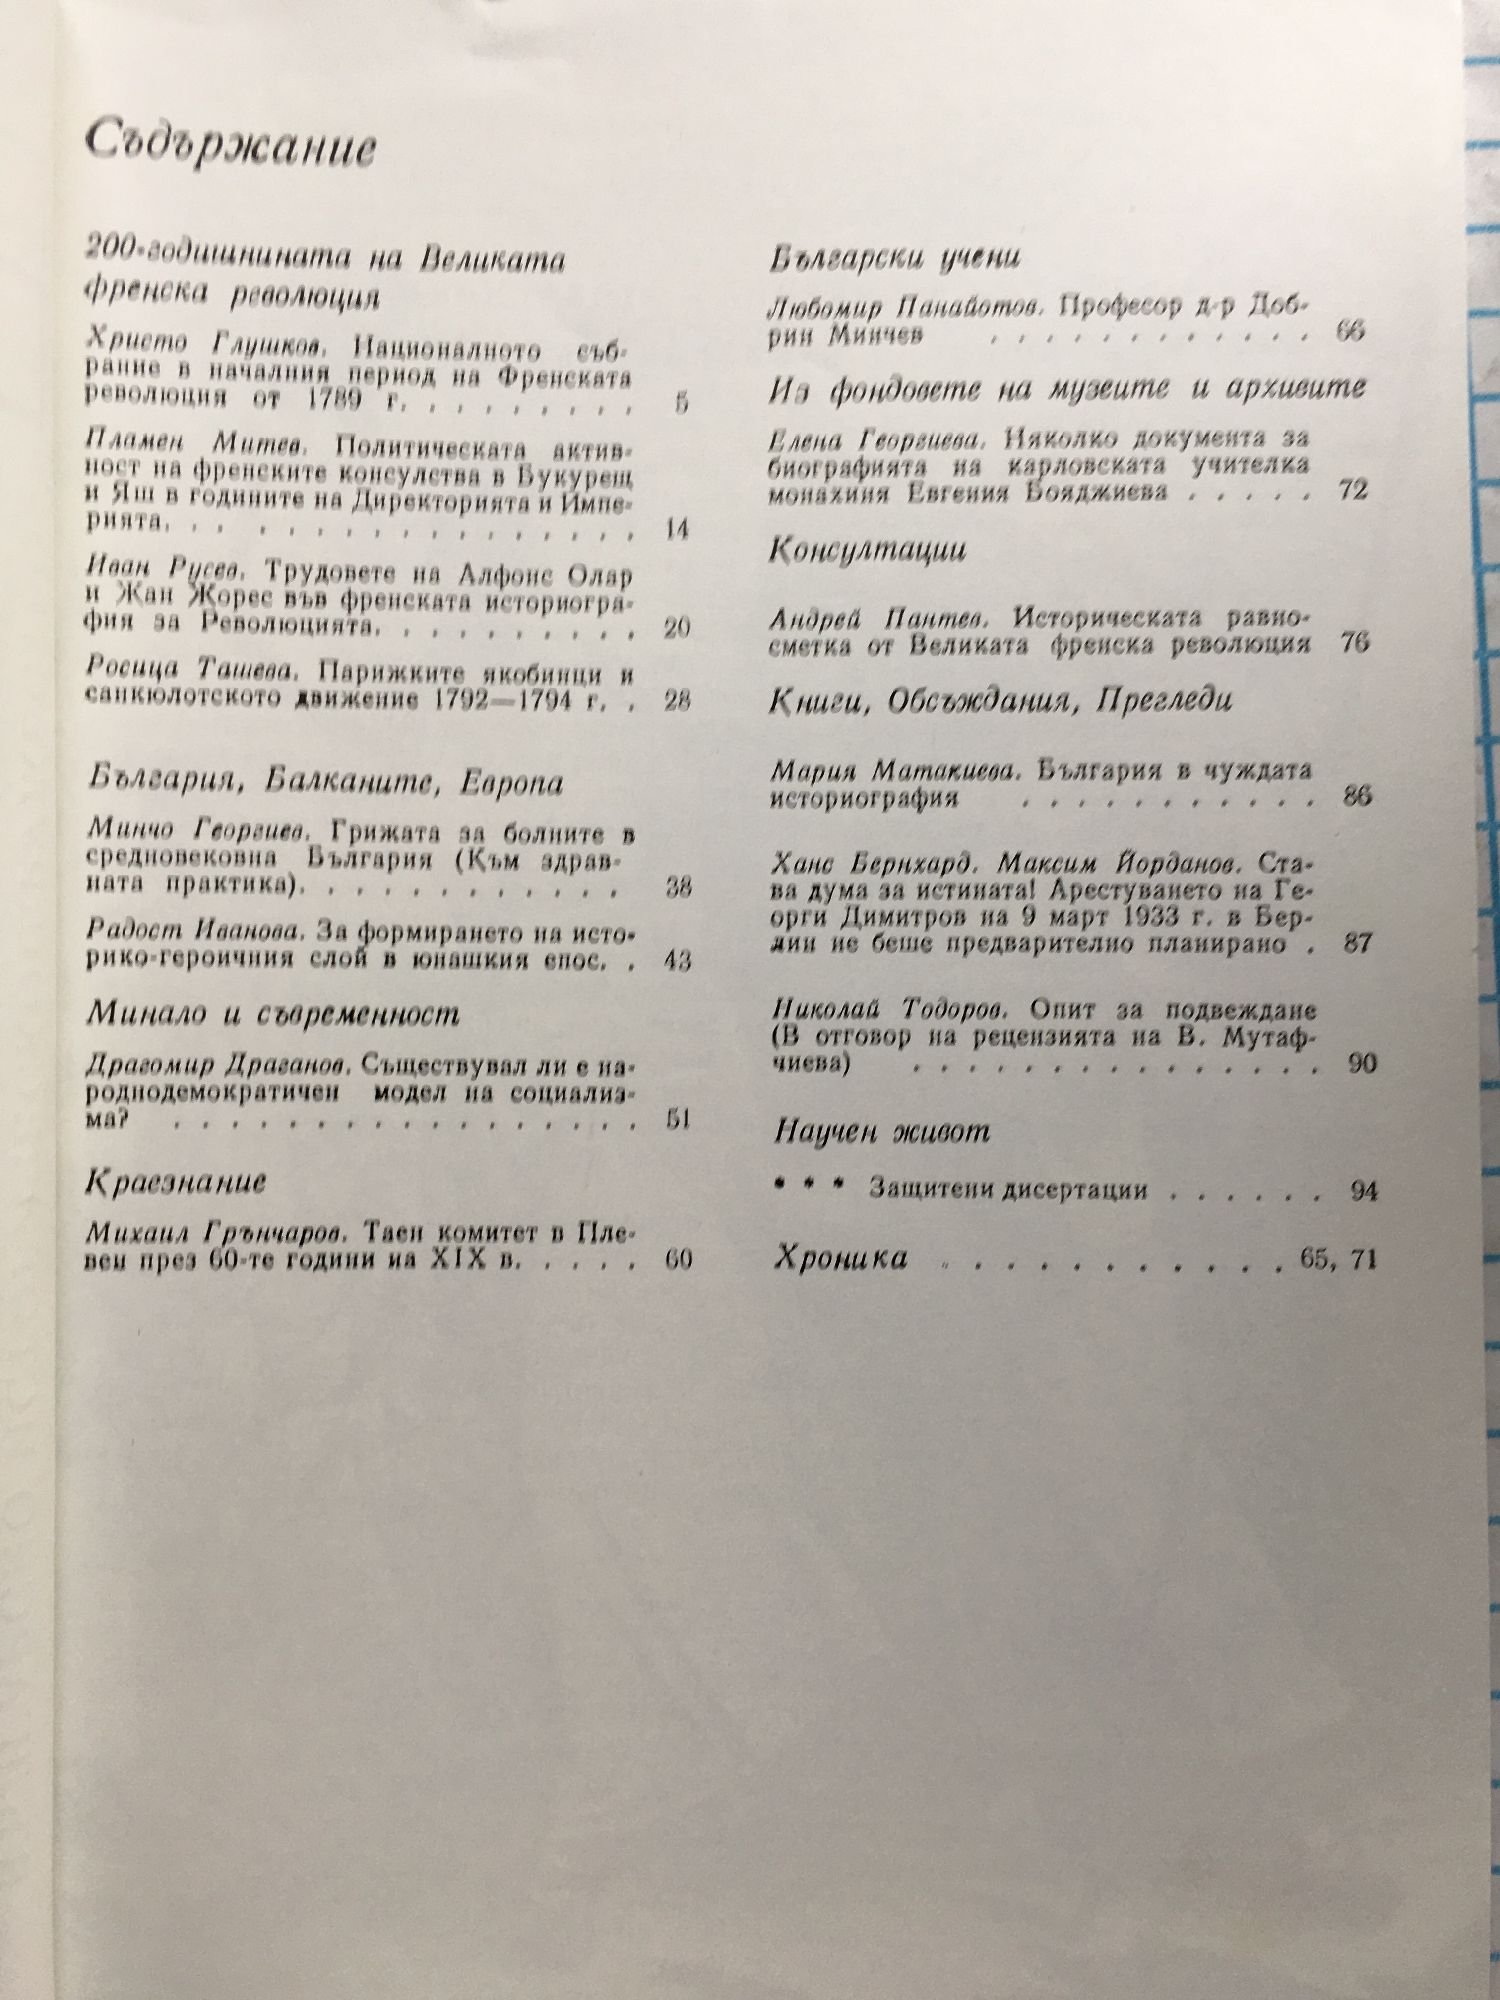 Съдържание
200-годишнината на Великата
френска революция
Христо Глушков. Националното съб-
рание в началния период на Френската
революция от 1789 г. . . . . . . . . 5
Пламен Митев. Политическата актив-
ност на френските консулства в Букурещ
и Яш в годините на Директорията и Импе-
рията. . . . . . . . . . . . . . . . 14
Иван Русев. Трудовете на Алфонс Олар
и Жан Жорес във френската историогра-
фия за Революцията. . . . . . . . . . 20
Росица Ташева. Парижките якобинци и
санкюлотското движение 1792—1794 г. . 28
България, Балканите, Европа
Минчо Георгиев. Грижата за болните в
средновековна България (Към здрав-
ната практика). . . . . . . . . . . . 38
Радост Иванова. За формирането на исто-
рико-героичния слой в юнашкия епос. . 43
Минало и съвременност
Драгомир Драганов. Съществувал ли е на-
роднодемократичен модел на социализ-
ма? . . . . . . . . . . . . . . . . . 51
Краезнание
Михаил Грънчаров. Таен комитет в Пле-
вен през 60-те години на XIX в. . . . . 60
Български учени
Любомир Панайотов. Професор д-р Доб-
рин Минчев . . . . . . . . . . . . 66
Из фондовете на музеите и архивите
Елена Георгиева. Няколко документа за
биографията на карловската учителка
монахиня Евгения Бояджиева . . . . . 72
Консултации
Андрей Пантев. Историческата равно-
сметка от Великата френска революция 76
Книги, Обсъждания, Прегледи
Мария Матакиева. България в чуждата
историография . . . . . . . . . . . 86
Ханс Бернхард. Максим Йорданов. Ста-
ва дума за истината! Арестуването на Ге-
орги Димитров на 9 март 1933 г. в Бер-
лин не беше предварително планирано . 87
Николай Тодоров. Опит за подвеждане
(В отговор на рецензията на В. Мутаф-
чиева) . . . . . . . . . . . . . . . 90
Научен живот
* * * Защитени дисертации . . . . . . 94
Хроника . . . . . . . . . . . . 65, 71